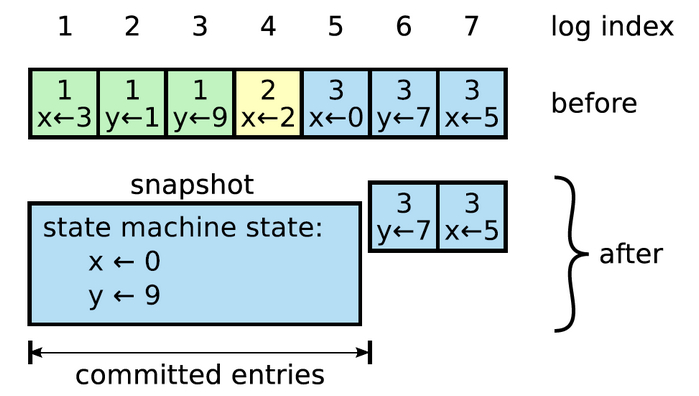 1 2 3 4 5 6 7 log index
1 1 1 2 3 3 3
x←3 y←1 y←9 x←2 x←0 y←7 x←5
before
snapshot
state machine state:
x ← 0
y ← 9
3 3
y←7 x←5
after
committed entries